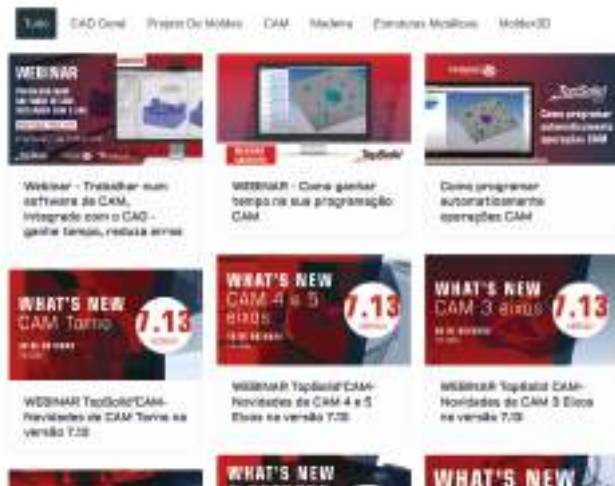 Tudo CAD Geral Projeto De Moldes CAM Madeira Estruturas Metálicas Moldex3D
WEBINAR
TopSolid
TopSolid
Como programar
automaticamente
operações CAM
Webinar - Trabalhar num
software de CAM,
integrado com o CAD -
ganhe tempo, reduza erros
WEBINAR - Como ganhar
tempo na sua programação
CAM
Como programar
automaticamente
operações CAM
WHAT'S NEW
CAM Torno
7.13
WHAT'S NEW
CAM 4 e 5
eixos
7.13
WHAT'S NEW
CAM 3 eixos
7.13
WEBINAR TopSolid'CAM-
Novidades de CAM Torno na
versão 7.13
WEBINAR TopSolid'CAM-
Novidades de CAM 4 e 5
Eixos na versão 7.13
WEBINAR TopSolid CAM-
Novidades de CAM 3 Eixos
na versão 7.13
WHAT'S NEW
WHAT'S NEW